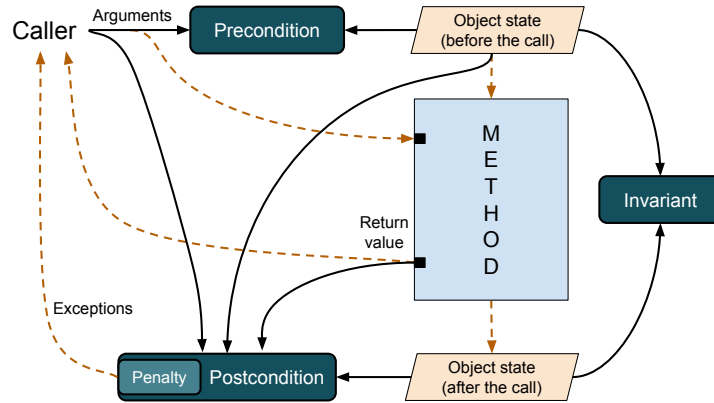 Arguments
Caller
Precondition
Object state
(before the call)
M
E
T
H
O
D
Invariant
Return
value
Exceptions
Penalty
Postcondition
Object state
(after the call)